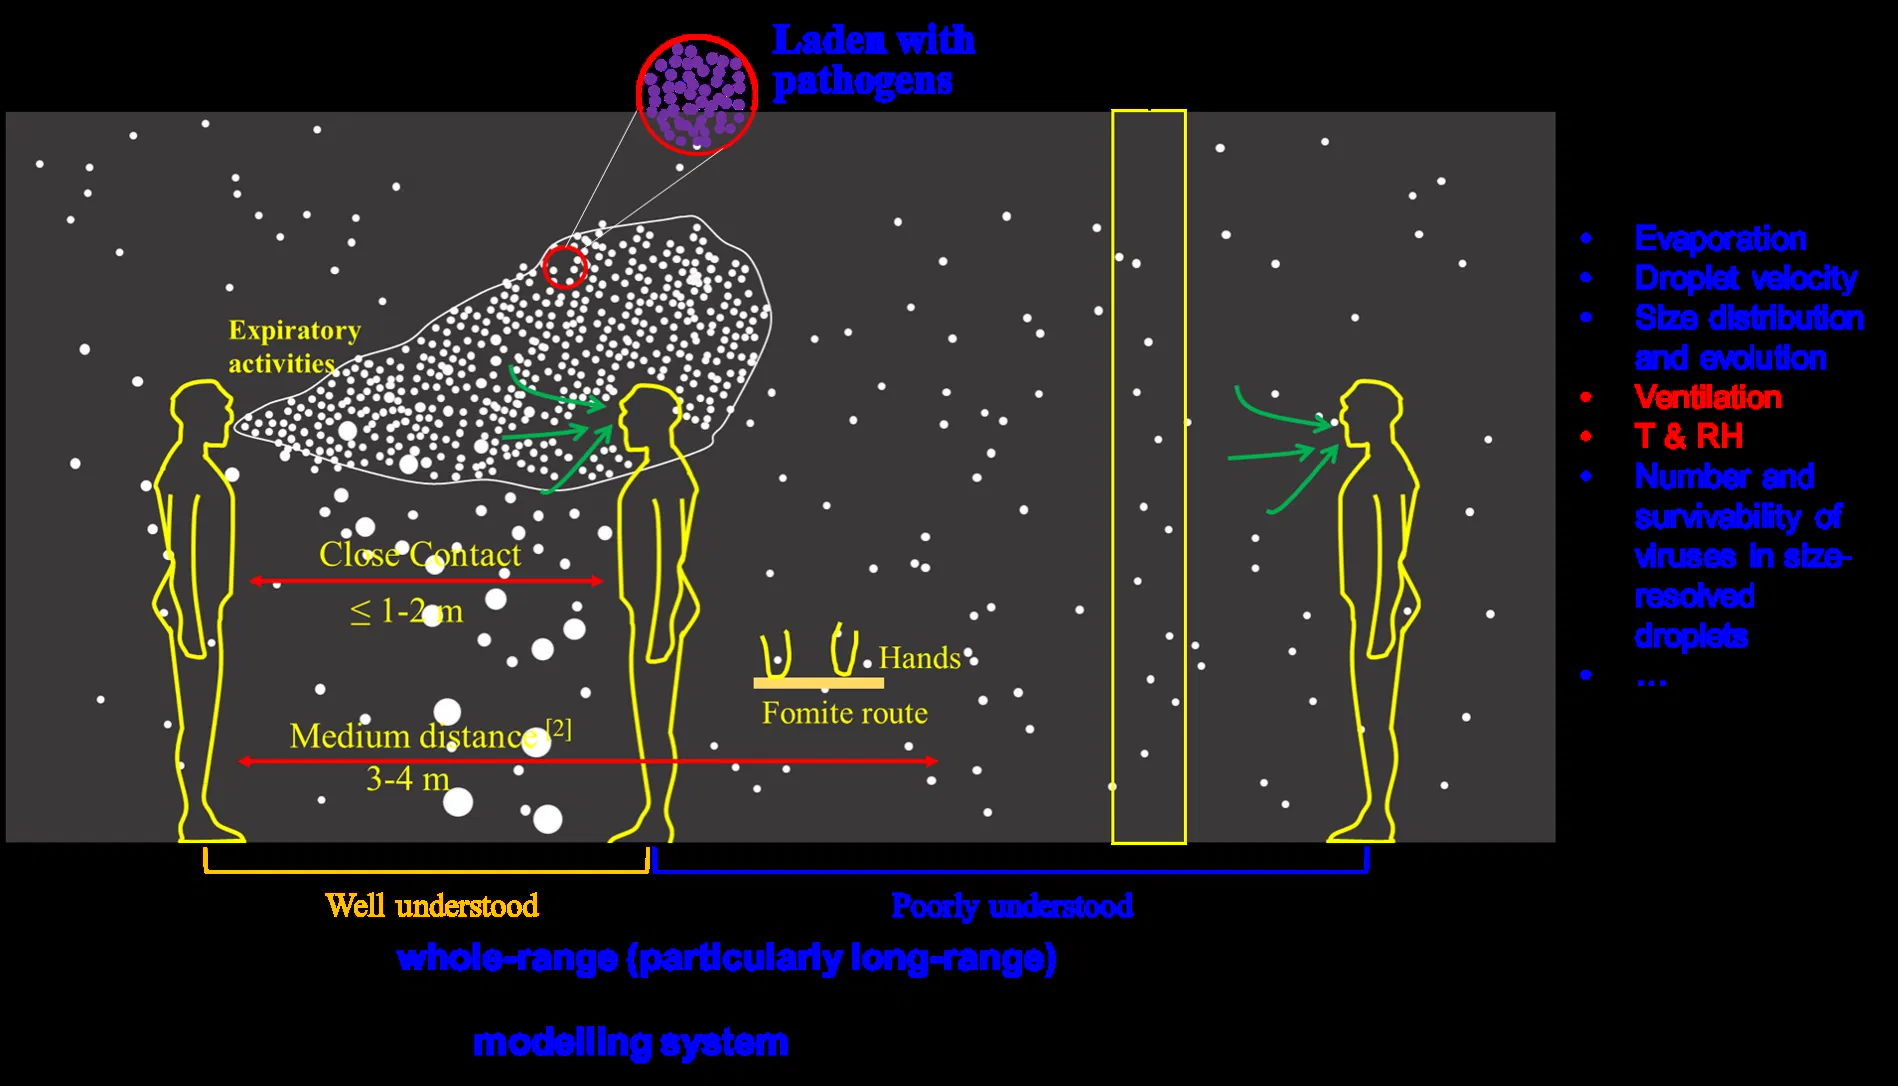 Laden with
pathogens
Expiratory
activities
Close Contact
≤ 1-2 m
Hands
Fomite route
Medium distance [2]
3-4 m
• Evaporation
• Droplet velocity
• Size distribution
and evolution
• Ventilation
• T & RH
• Number and
survivability of
viruses in size-
resolved
droplets
• ...
Well understood
Poorly understood
whole-range (particularly long-range)
modelling system